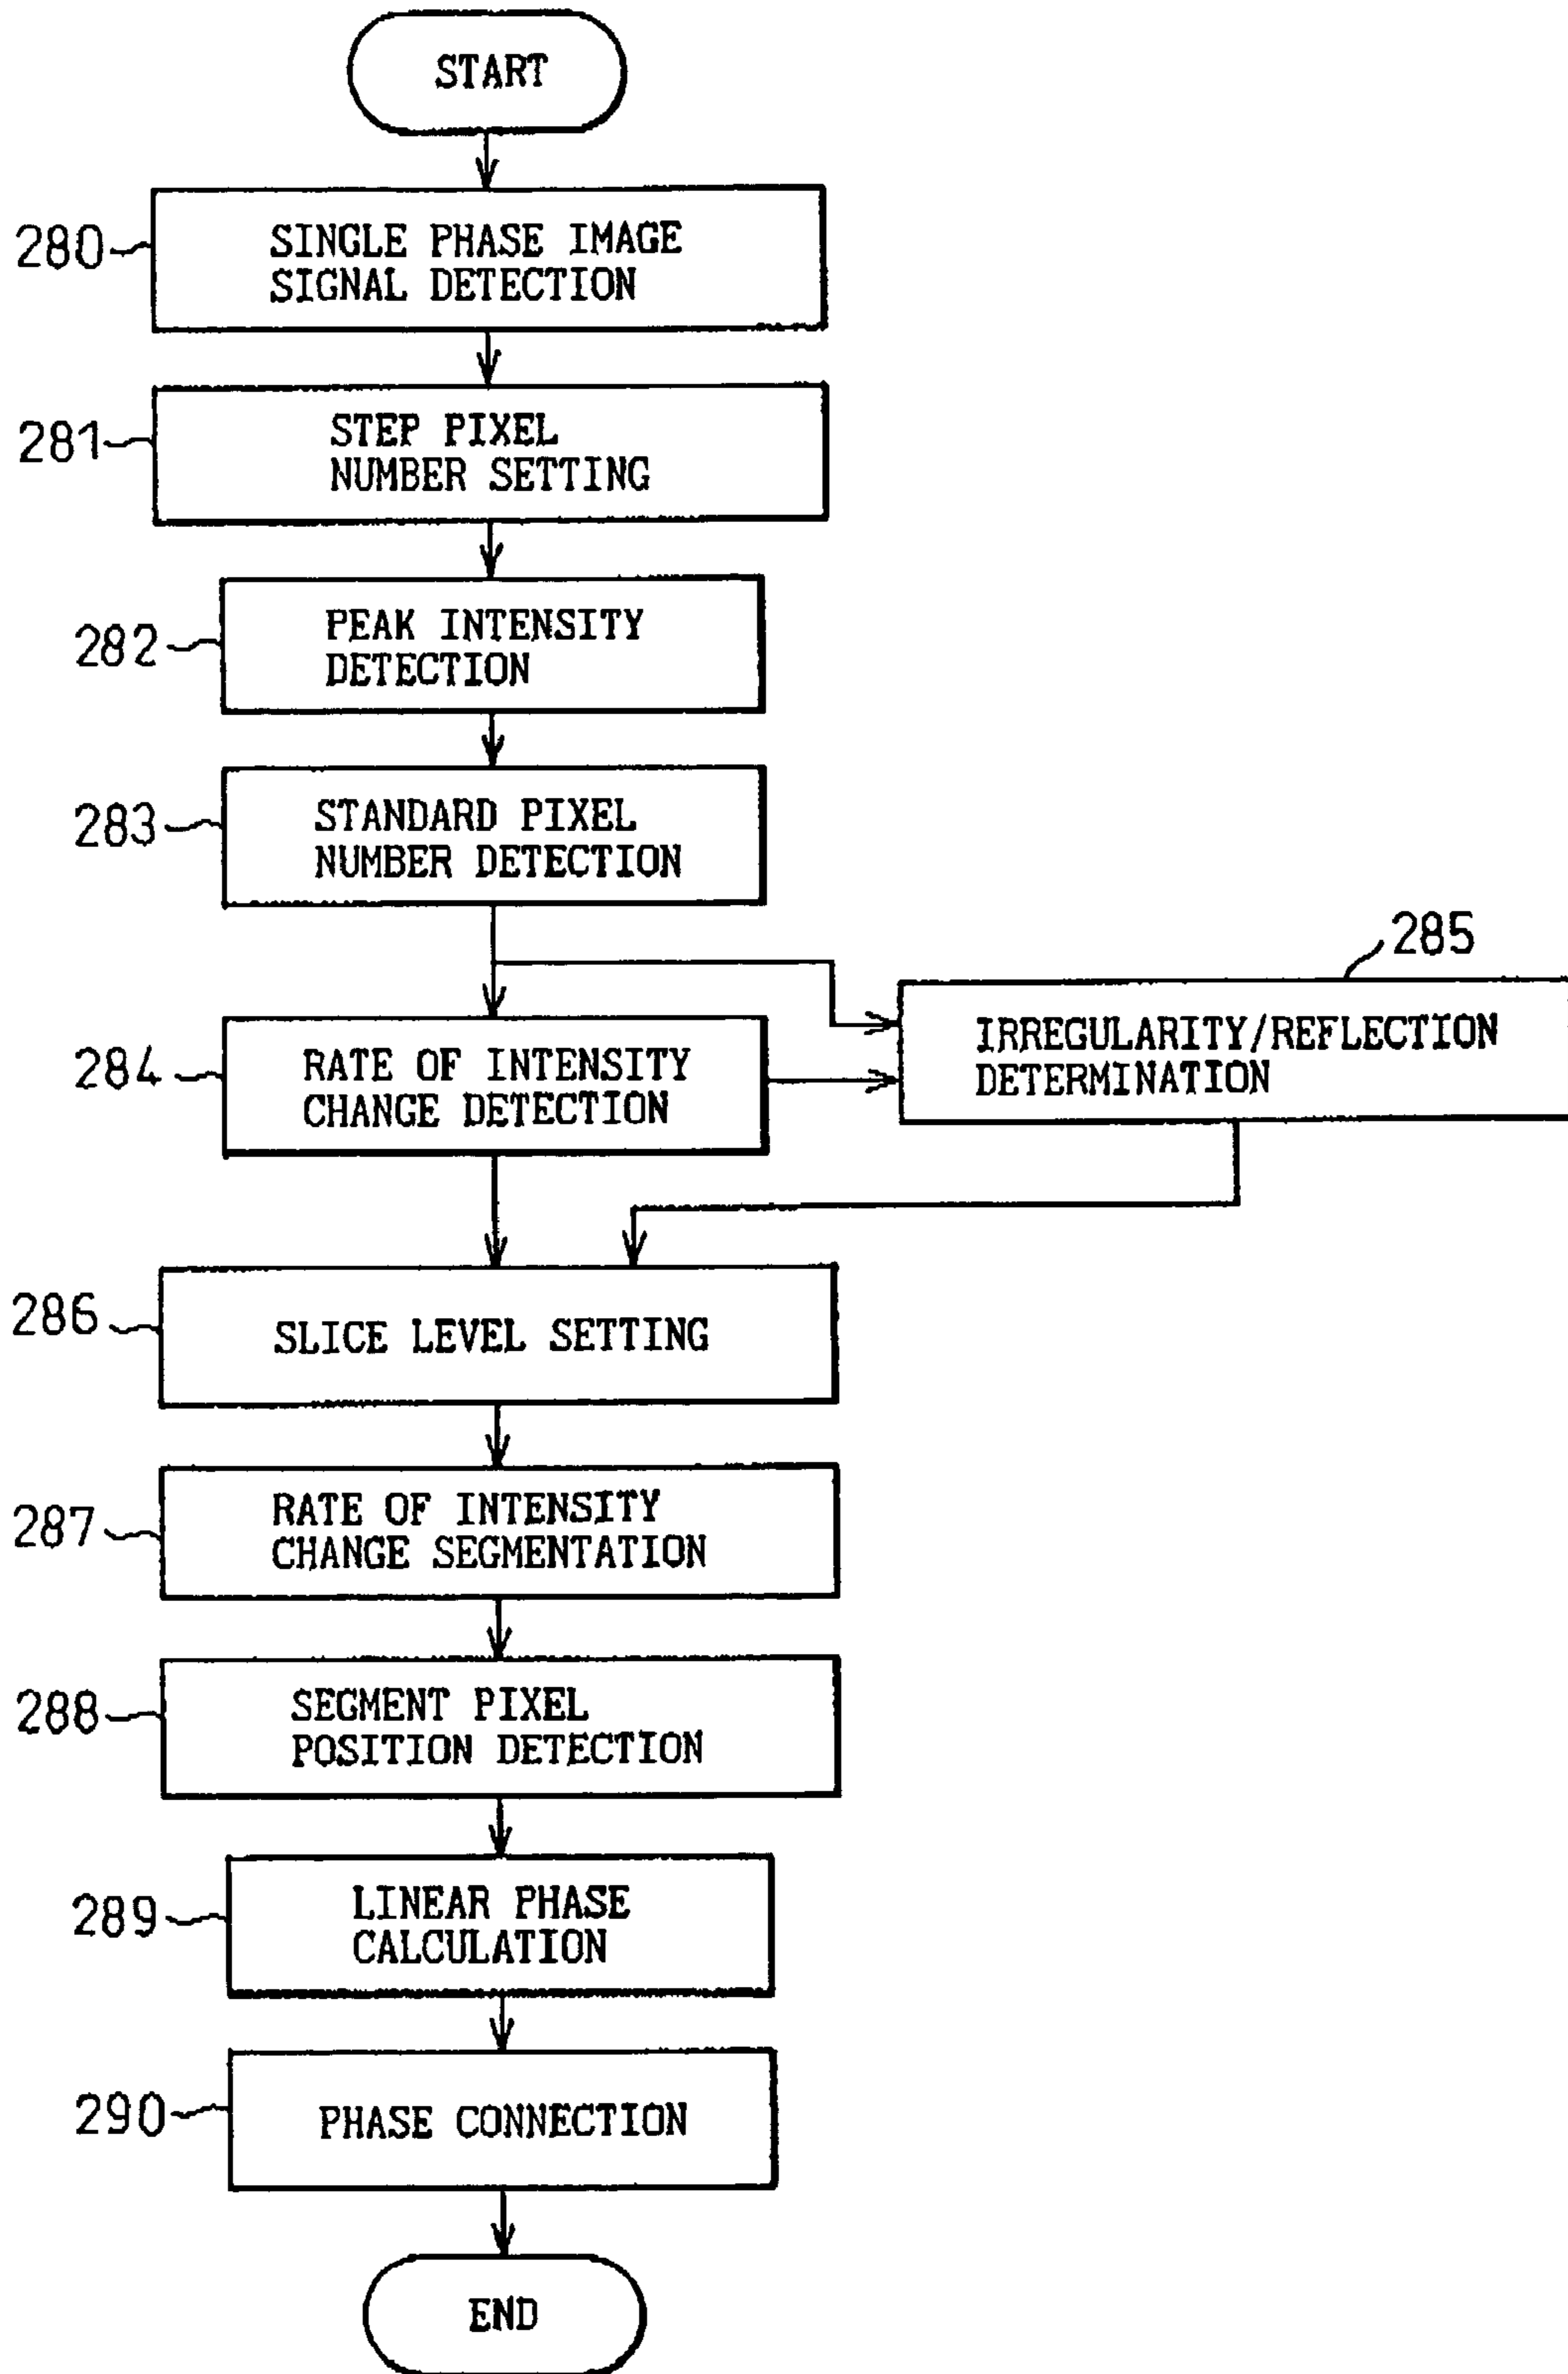 START
280
SINGLE PHASE IMAGE
SIGNAL DETECTION
281
STEP PIXEL
NUMBER SETTING
282
PEAK INTENSITY
DETECTION
283
STANDARD PIXEL
NUMBER DETECTION
285
284
RATE OF INTENSITY
CHANGE DETECTION
IRREGULARITY/REFLECTION
DETERMINATION
286
SLICE LEVEL SETTING
287
RATE OF INTENSITY
CHANGE SEGMENTATION
288
SEGMENT PIXEL
POSITION DETECTION
289
LINEAR PHASE
CALCULATION
290
PHASE CONNECTION
END